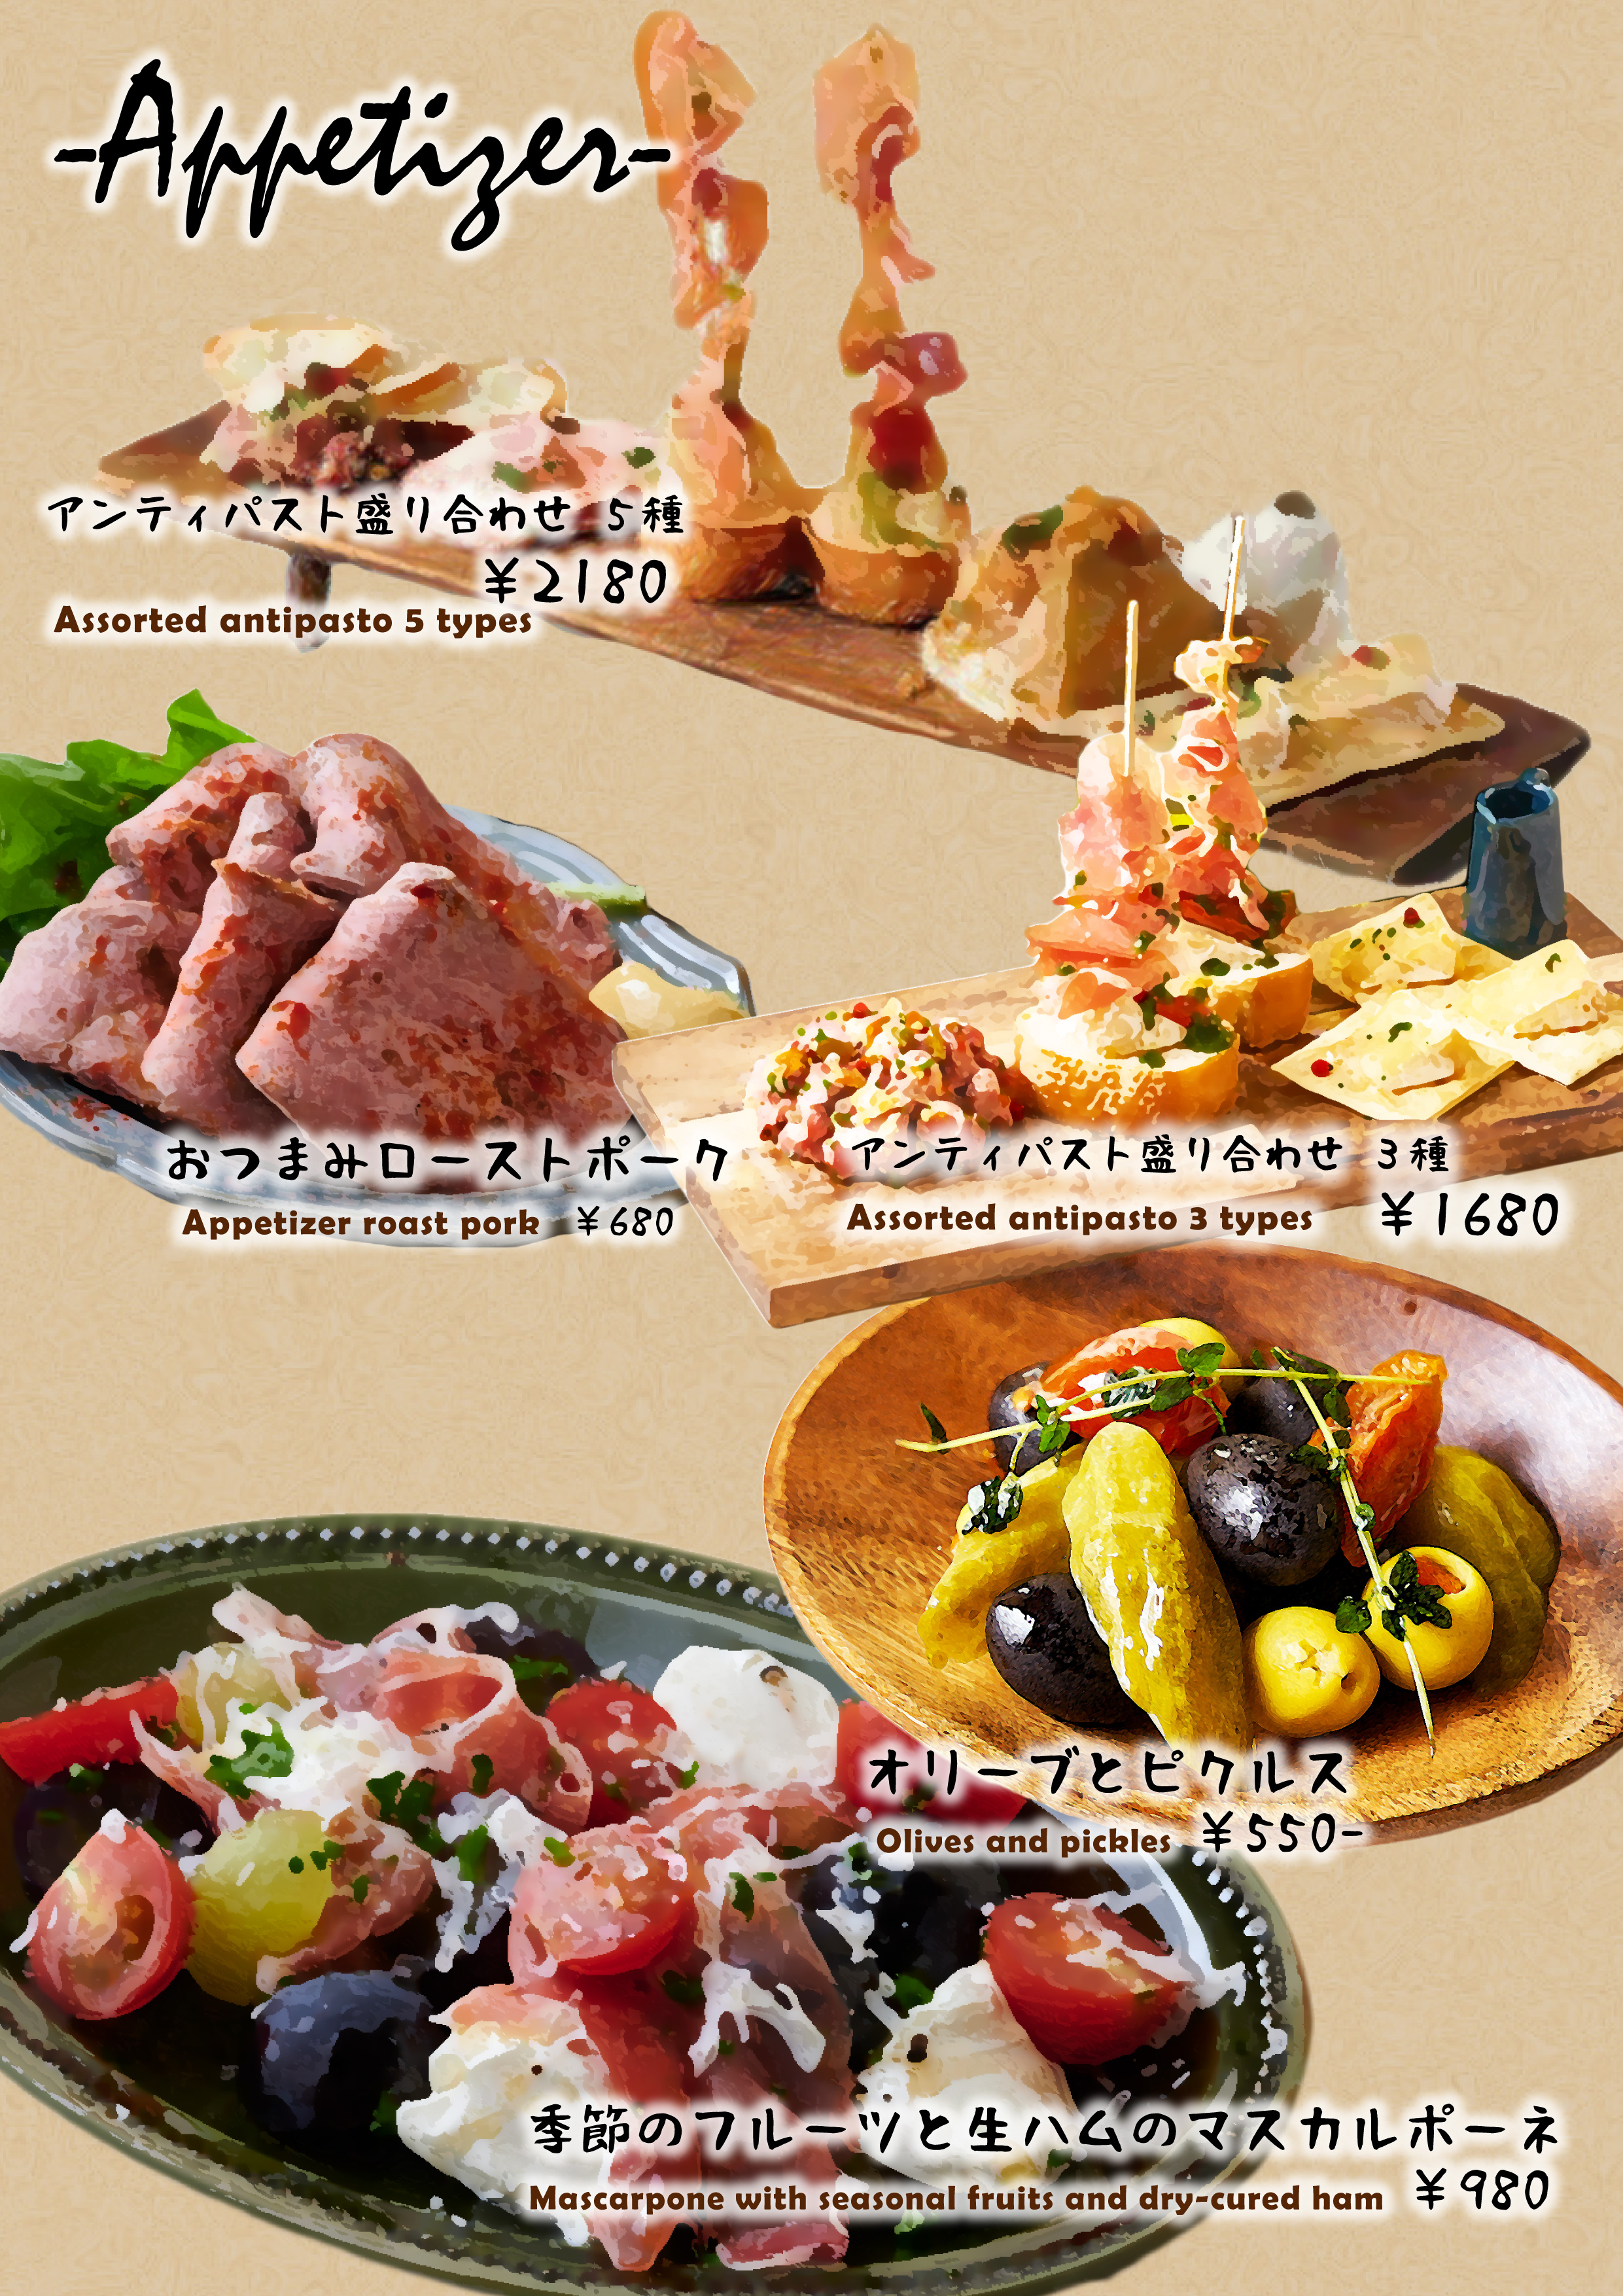 -Appetizer-
アンティパスト盛り合わせ 5種
¥2180
Assorted antipasto 5 types
おつまみローストポーク
Appetizer roast pork ¥680
アンティパスト盛り合わせ 3種
Assorted antipasto 3 types ¥1680
オリーブとピクルス
Olives and pickles ¥550-
季節のフルーツと生ハムのマスカルポーネ
Mascarpone with seasonal fruits and dry-cured ham ¥980